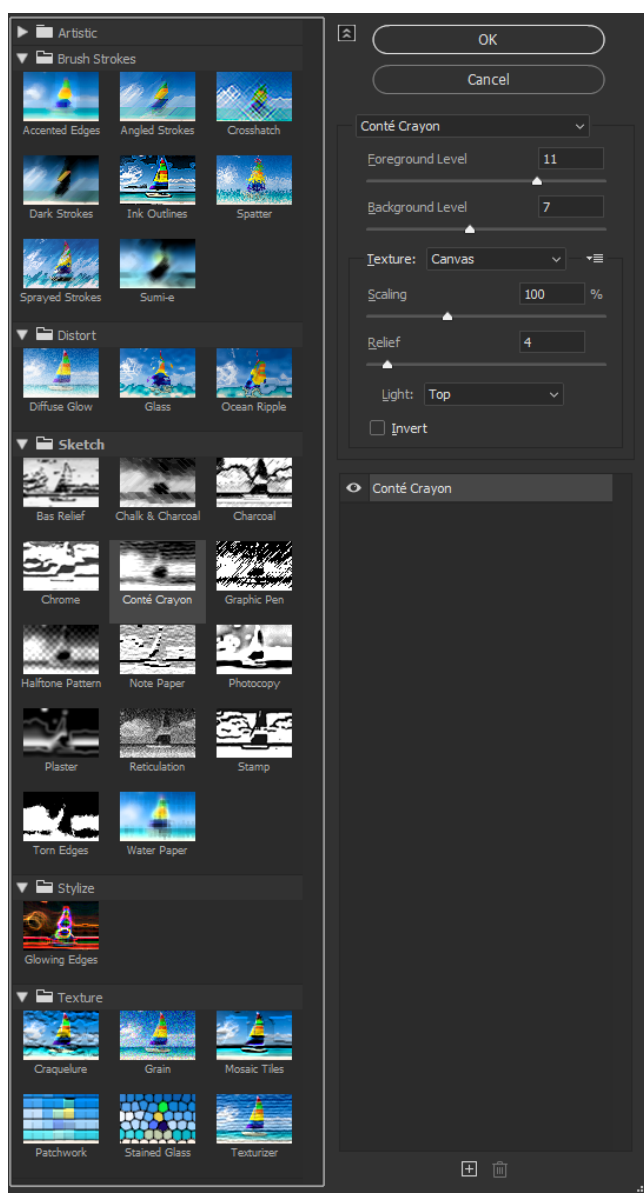 Artistic
Brush Strokes
Accented Edges Angled Strokes Crosshatch
Dark Strokes Ink Outlines Spatter
Sprayed Strokes Sumi-e
Distort
Diffuse Glow Glass Ocean Ripple
Sketch
Bas Relief Chalk & Charcoal Charcoal
Chrome Conté Crayon Graphic Pen
Halftone Pattern Note Paper Photocopy
Plaster Reticulation Stamp
Torn Edges Water Paper
Stylize
Glowing Edges
Texture
Craquelure Grain Mosaic Tiles
Patchwork Stained Glass Texturizer
OK
Cancel
Conté Crayon
Foreground Level 11
Background Level 7
Texture: Canvas
Scaling 100 %
Relief 4
Light: Top
Invert
Conté Crayon